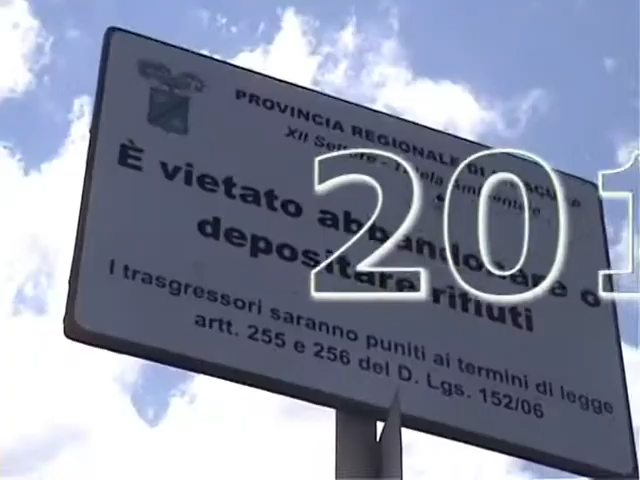 PROVINCIA REGIONALE DI
XII Settore - Tutela Ambientale
È vietato abbandonare o
depositare rifiuti
I trasgressori saranno puniti ai termini di legge
artt. 255 e 256 del D. Lgs. 152/06
201